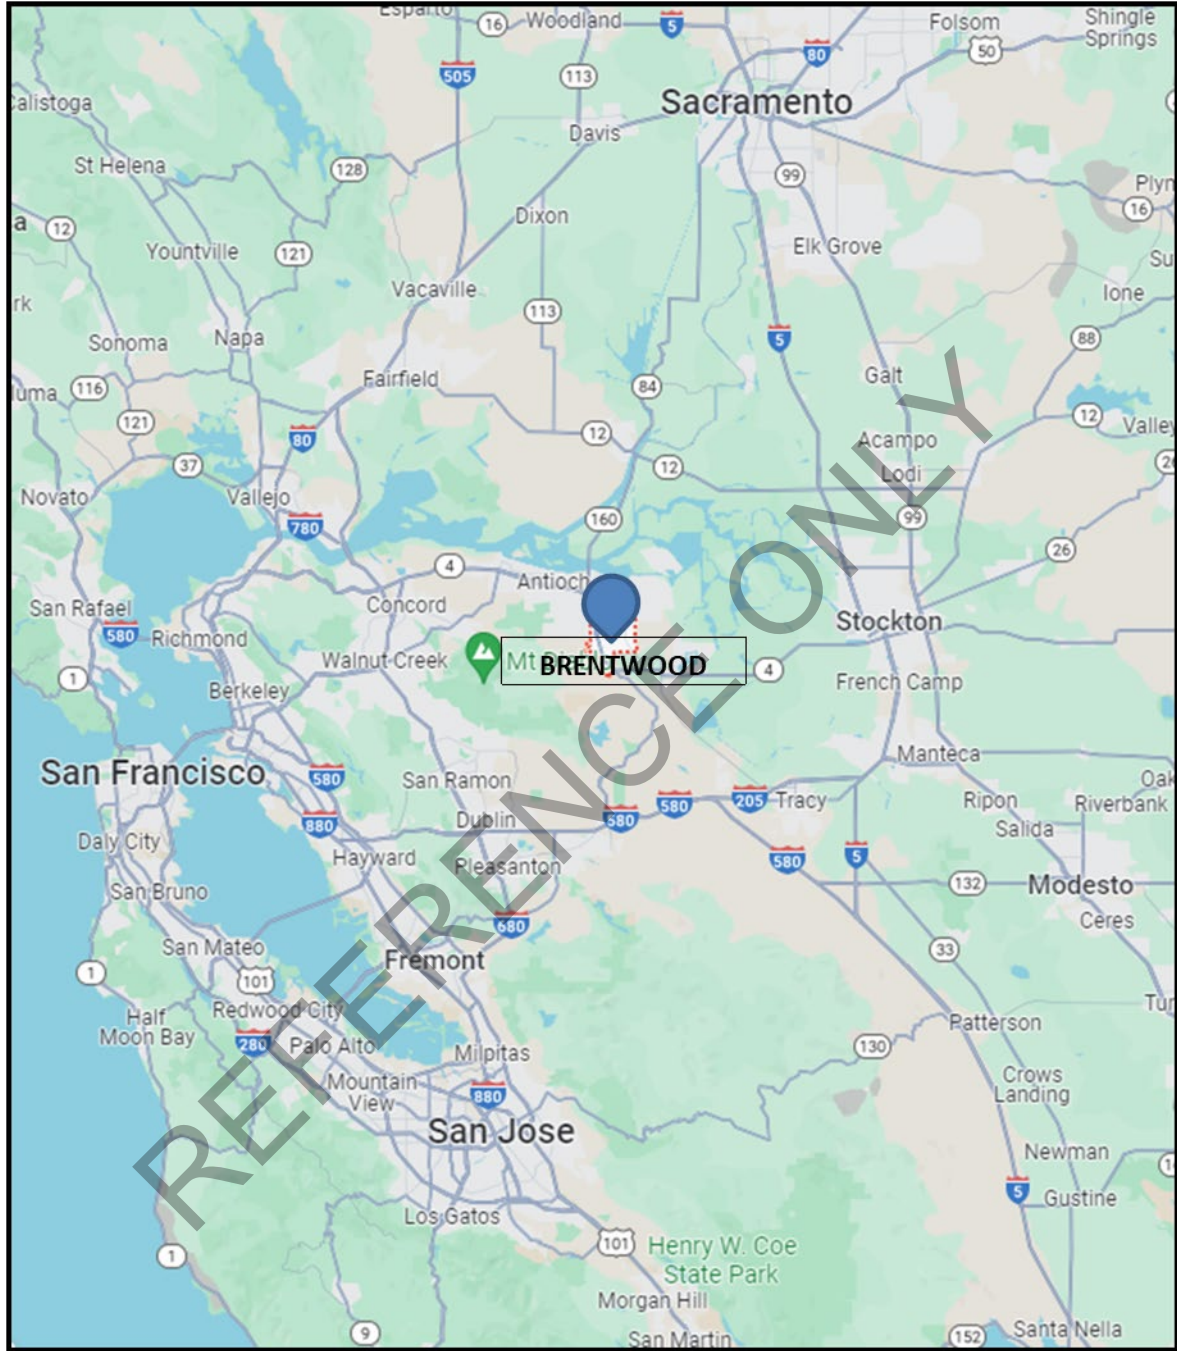 Esparto
16
Woodland
5
Folsom
Shingle
Springs
50
80
505
113
Calistoga
Sacramento
Davis
St Helena
128
99
16
12
Dixon
Yountville
121
Elk Grove
Vacaville
Ione
113
Sonoma
Napa
5
88
Fairfield
116
84
Galt
121
12
80
12
Acampo
Valley
37
12
Lodi
26
Novato
Vallejo
780
160
99
26
4
Antioch
Concord
San Rafael
580
Richmond
Stockton
Walnut Creek
Mt Diablo
BRENTWOOD
4
1
Berkeley
French Camp
Manteca
San Francisco
580
San Ramon
580
580
205
Tracy
Ripon
Riverbank
Oak
880
Dublin
Salida
Daly City
Hayward
Pleasanton
580
5
San Bruno
132
Modesto
Ceres
680
San Mateo
Fremont
33
1
101
Redwood City
Half
Moon Bay
280
Palo Alto
Patterson
Milpitas
130
Mountain
View
Crows
Landing
880
San Jose
Newman
5
Gustine
Los Gatos
101
Henry W. Coe
State Park
1
Morgan Hill
9
San Martin
152
Santa Nella
REFERENCE ONLY